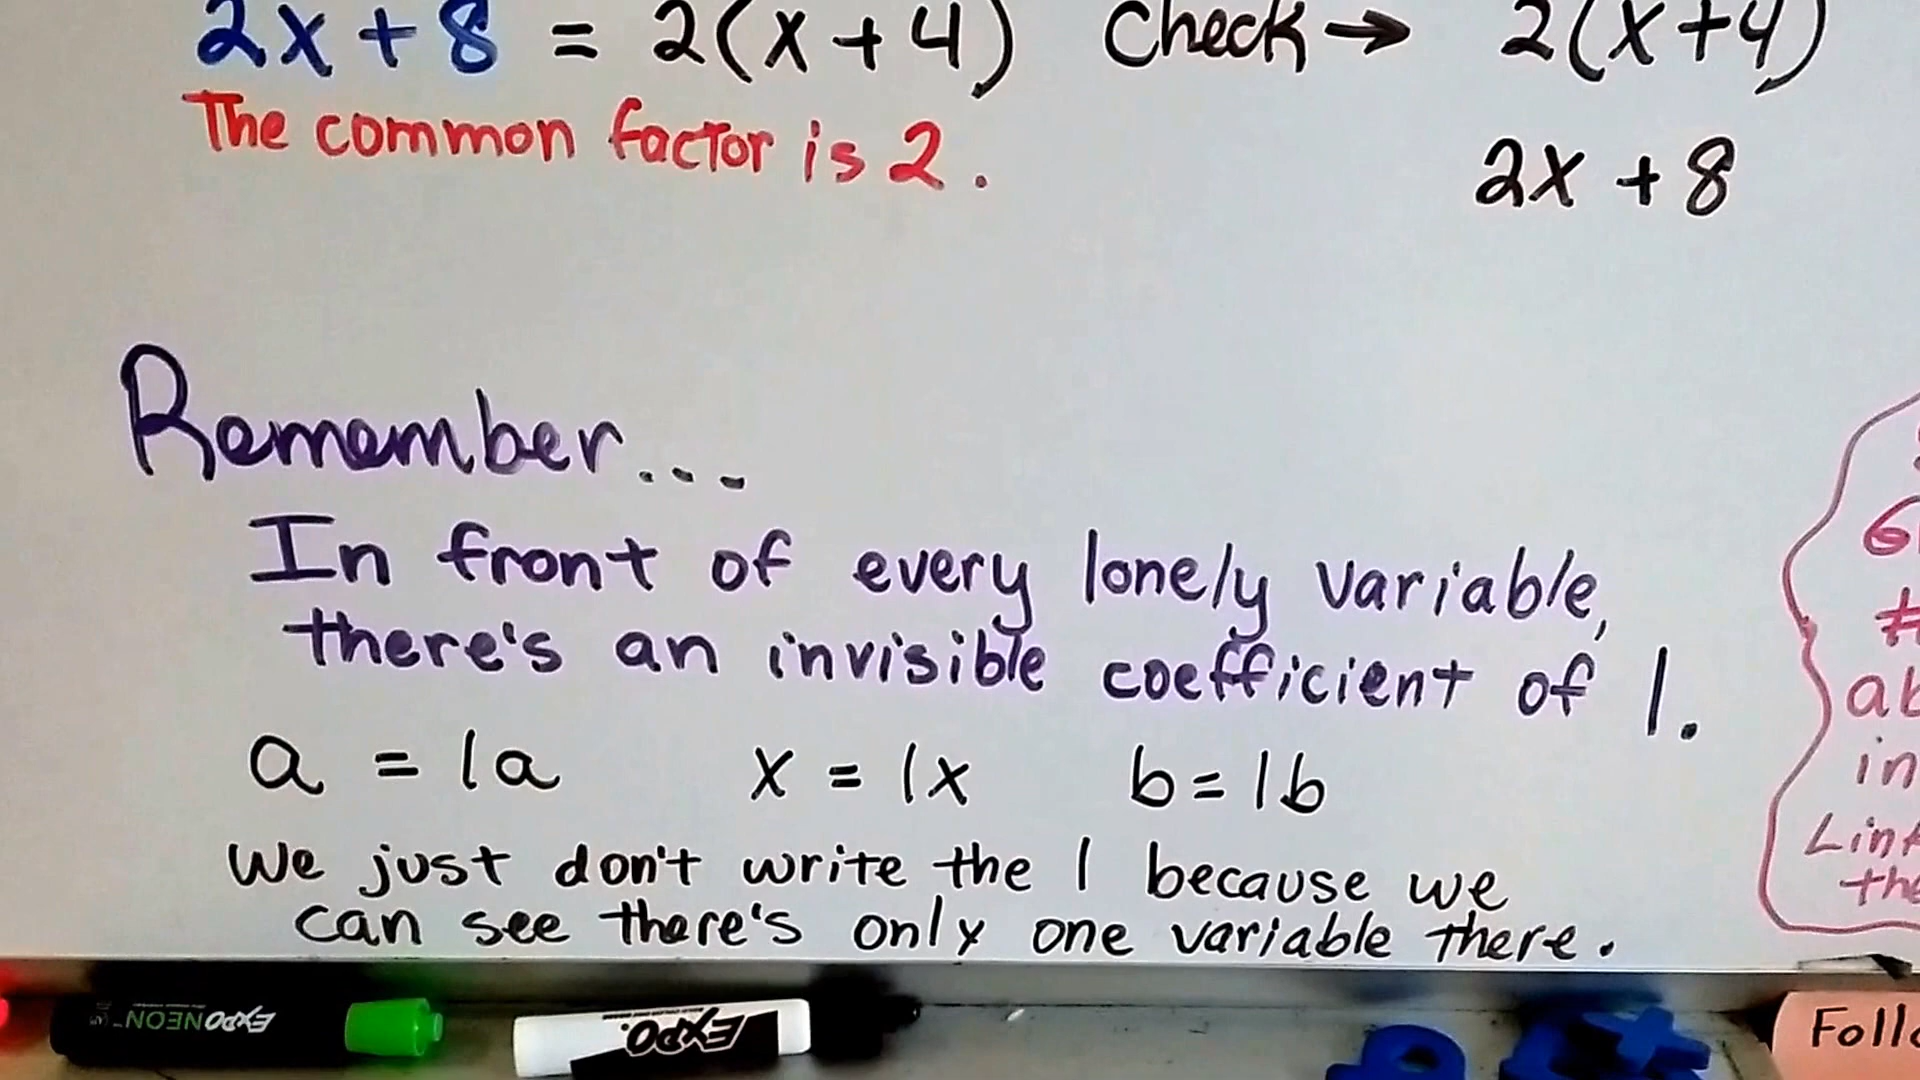 2x + 8 = 2(x + 4) Check → 2(x+4)
The common factor is 2.
2x + 8
Remember...
In front of every lonely variable,
there's an invisible coefficient of 1.
a = 1a x = 1x b = 1b
We just don't write the 1 because we
can see there's only one variable there.
in
EXPO NEON
EXPO